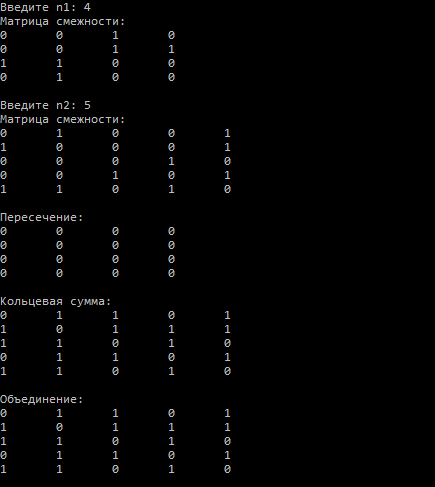 Введите n1: 4
Матрица смежности:
0 0 1 0
0 0 1 1
1 1 0 0
0 1 0 0
Введите n2: 5
Матрица смежности:
0 1 0 0 1
1 0 0 0 1
0 0 0 1 0
0 0 1 0 1
1 1 0 1 0
Пересечение:
0 0 0 0
0 0 0 0
0 0 0 0
0 0 0 0
Кольцевая сумма:
0 1 1 0 1
1 0 1 1 1
1 1 0 1 0
0 1 1 0 1
1 1 0 1 0
Объединение:
0 1 1 0 1
1 0 1 1 1
1 1 0 1 0
0 1 1 0 1
1 1 0 1 0